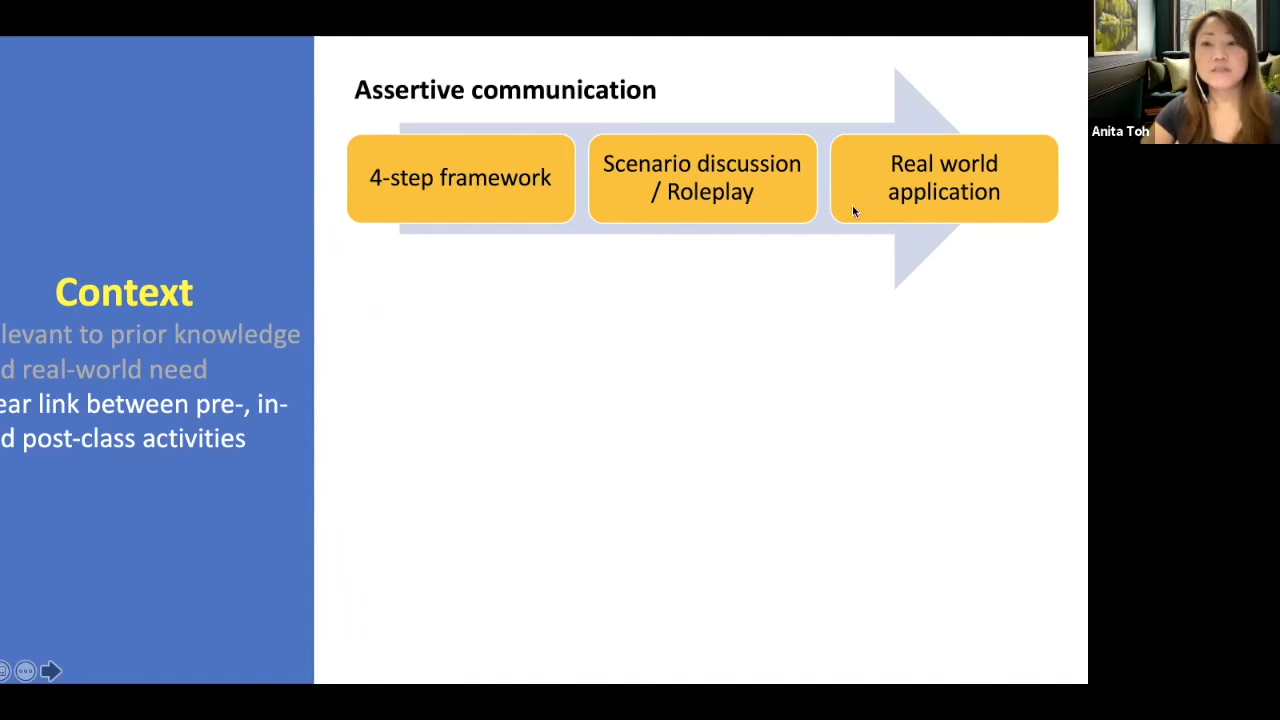 Assertive communication
4-step framework
Scenario discussion
/ Roleplay
Real world
application
Context
levant to prior knowledge
d real-world need
ear link between pre-, in-
d post-class activities
Anita Toh